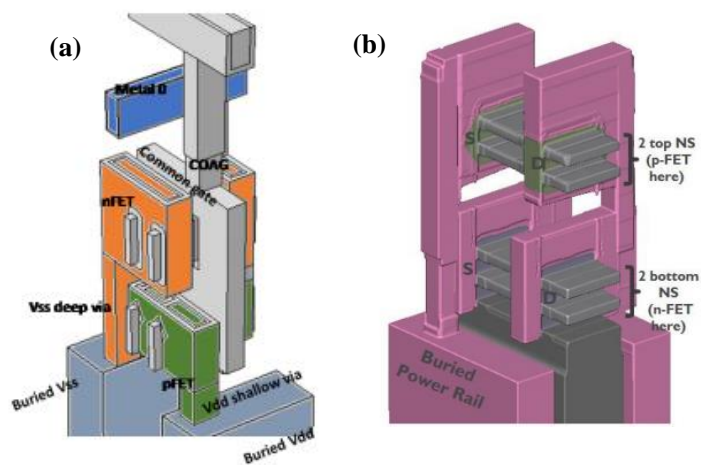 (a)
Metal 0
COAG
Common gate
nFET
Vss deep via
pFET
Buried Vss
Vdd shallow via
Buried Vdd
(b)
S
D
2 top NS
(p-FET
here)
S
D
2 bottom
NS
(n-FET
here)
Buried
Power Rail